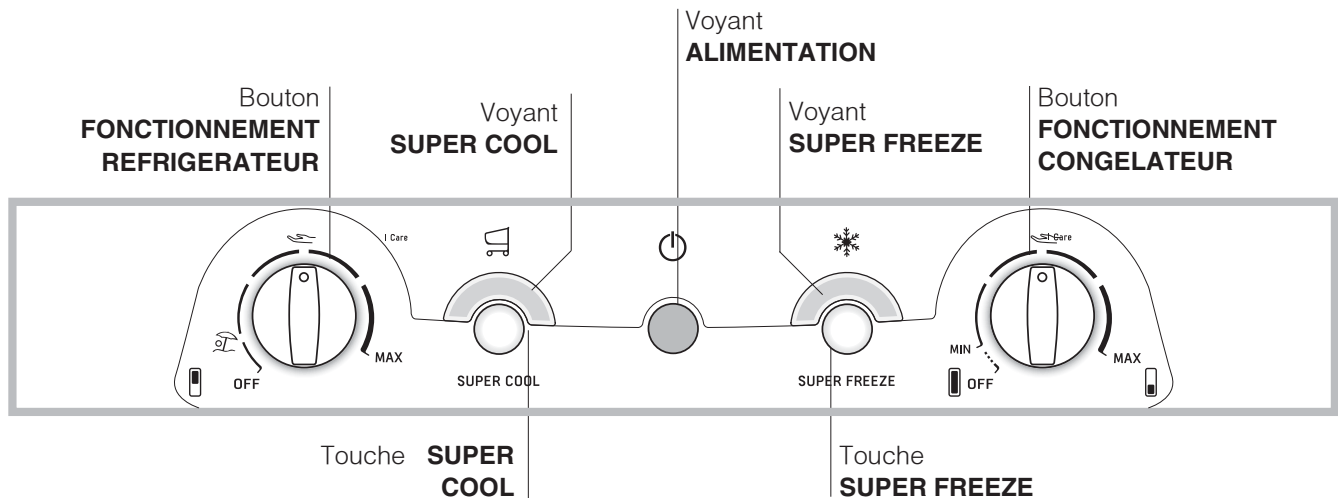 Voyant
ALIMENTATION
Bouton
FONCTIONNEMENT
REFRIGERATEUR
Voyant
SUPER COOL
Voyant
SUPER FREEZE
Bouton
FONCTIONNEMENT
CONGELATEUR
I Care
I Care
MAX
OFF
SUPER COOL
SUPER FREEZE
MIN
OFF
MAX
Touche SUPER
COOL
Touche
SUPER FREEZE